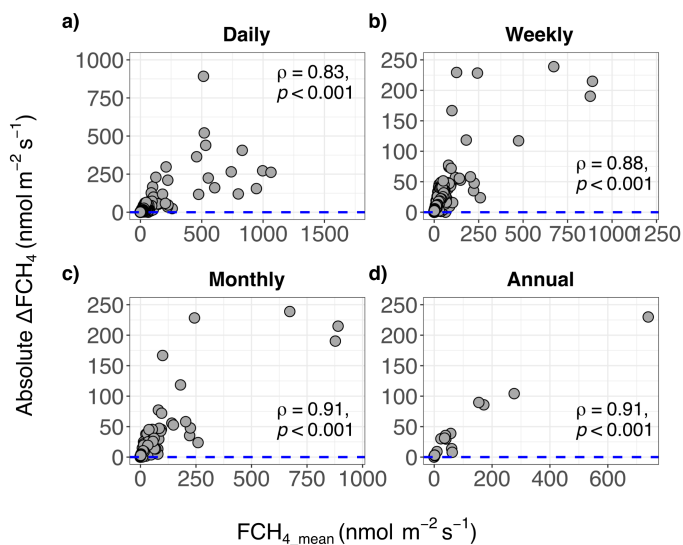 a) Daily
1000
750
500
250
0
ρ = 0.83,
p < 0.001
0 500 1000 1500
b) Weekly
250
200
150
100
50
0
ρ = 0.88,
p < 0.001
0 250 500 750 1000 1250
c) Monthly
250
200
150
100
50
0
ρ = 0.91,
p < 0.001
0 250 500 750 1000
d) Annual
250
200
150
100
50
0
ρ = 0.91,
p < 0.001
0 200 400 600
Absolute ΔFCH₄ (nmol m⁻² s⁻¹)
FCH₄_mean (nmol m⁻² s⁻¹)